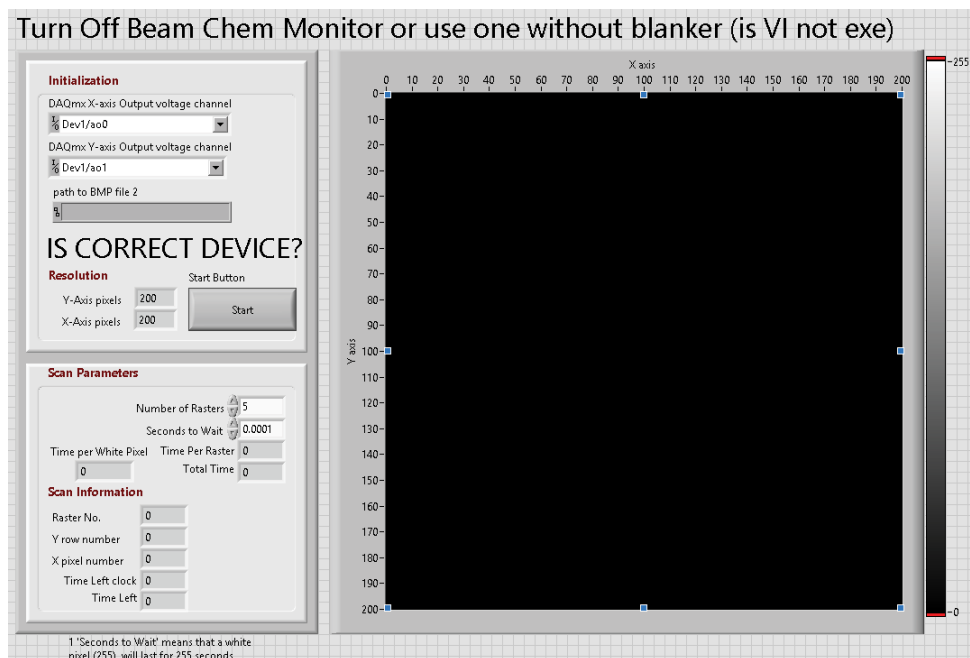 Turn Off Beam Chem Monitor or use one without blanker (is VI not exe)
Initialization
DAQmx X-axis Output voltage channel
Dev1/ao0
DAQmx Y-axis Output voltage channel
Dev1/ao1
path to BMP file 2
IS CORRECT DEVICE?
Resolution
Start Button
Y-Axis pixels 200
X-Axis pixels 200
Start
Scan Parameters
Number of Rasters 5
Seconds to Wait 0.0001
Time per White Pixel
0
Time Per Raster 0
Total Time 0
Scan Information
Raster No. 0
Y row number 0
X pixel number 0
Time Left clock 0
Time Left 0
1 'Seconds to Wait' means that a white
pixel (255) will last for 255 seconds
X axis
0 10 20 30 40 50 60 70 80 90 100 110 120 130 140 150 160 170 180 190 200
Y axis
0
10
20
30
40
50
60
70
80
90
100
110
120
130
140
150
160
170
180
190
200
255
0